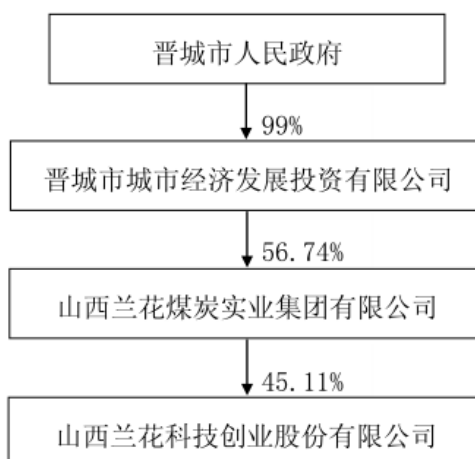 晋城市人民政府
99%
晋城市城市经济发展投资有限公司
56.74%
山西兰花煤炭实业集团有限公司
45.11%
山西兰花科技创业股份有限公司